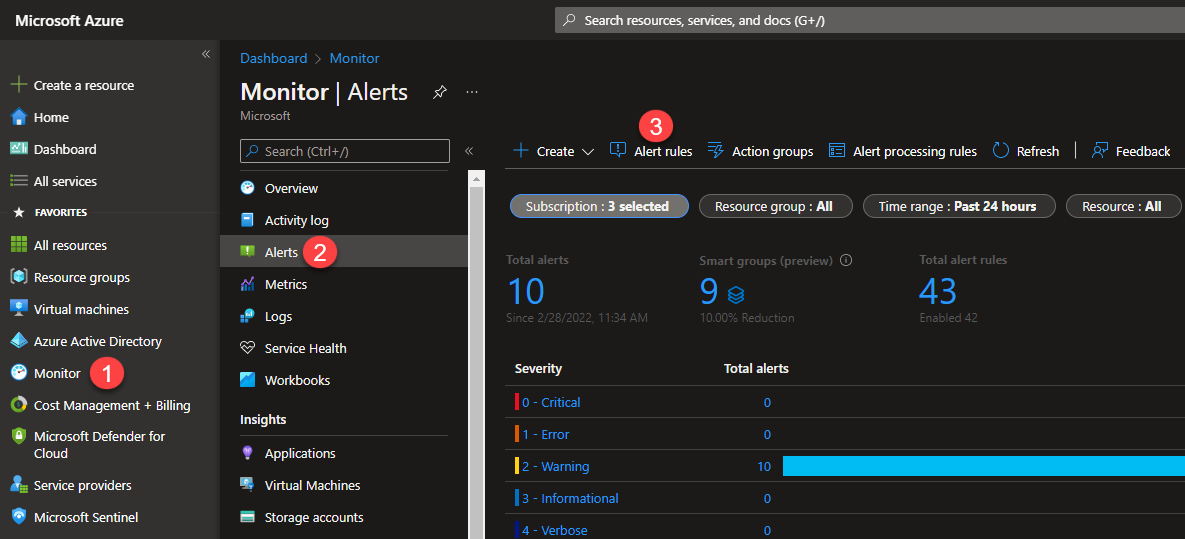 Microsoft Azure
Search resources, services, and docs (G+/)
«
Create a resource
Home
Dashboard
All services
FAVORITES
All resources
Resource groups
Virtual machines
Azure Active Directory
Monitor 1
Cost Management + Billing
Microsoft Defender for
Cloud
Service providers
Microsoft Sentinel
Dashboard > Monitor
Monitor | Alerts ...
Microsoft
Search (Ctrl+/) «
Overview
Activity log
Alerts 2
Metrics
Logs
Service Health
Workbooks
Insights
Applications
Virtual Machines
Storage accounts
3
Create Alert rules Action groups Alert processing rules Refresh Feedback
Subscription : 3 selected Resource group : All Time range : Past 24 hours Resource : All
Total alerts Smart groups (preview) Total alert rules
10 9 43
Since 2/28/2022, 11:34 AM 10.00% Reduction Enabled 42
Severity Total alerts
0 - Critical 0
1 - Error 0
2 - Warning 10
3 - Informational 0
4 - Verbose 0